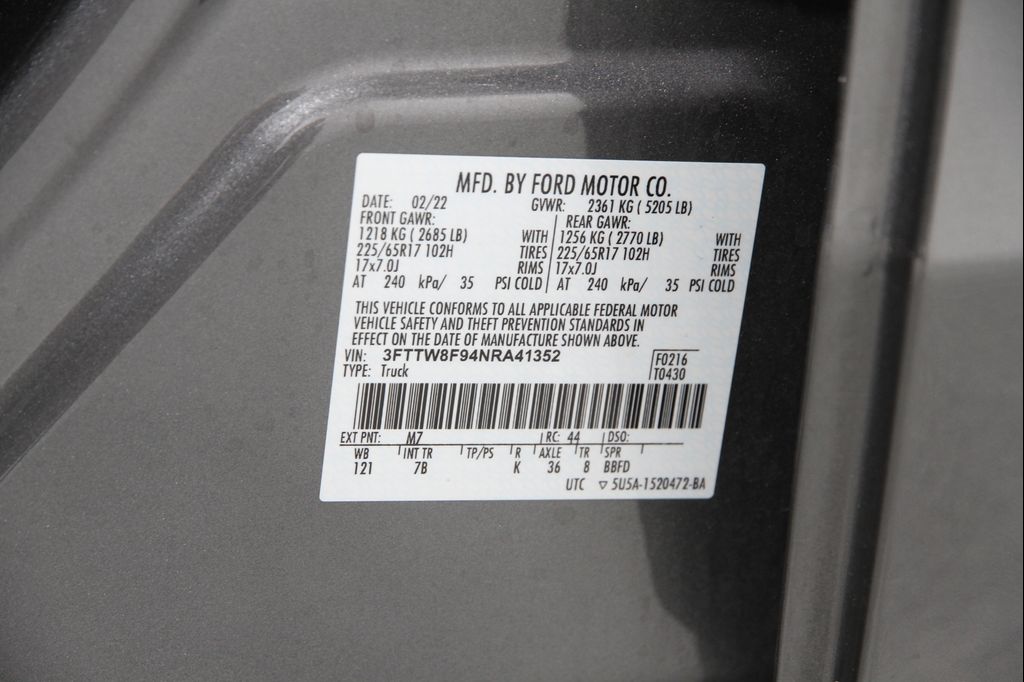 MFD. BY FORD MOTOR CO.
DATE: 02/22 GVWR: 2361 KG ( 5205 LB)
FRONT GAWR: REAR GAWR:
1218 KG ( 2685 LB) WITH 1256 KG ( 2770 LB) WITH
225/65R17 102H TIRES 225/65R17 102H TIRES
17x7.0J RIMS 17x7.0J RIMS
AT 240 kPa/ 35 PSI COLD AT 240 kPa/ 35 PSI COLD
THIS VEHICLE CONFORMS TO ALL APPLICABLE FEDERAL MOTOR
VEHICLE SAFETY AND THEFT PREVENTION STANDARDS IN
EFFECT ON THE DATE OF MANUFACTURE SHOWN ABOVE.
VIN: 3FTTW8F94NRA41352 F0216
TYPE: Truck T0430
EXT PNT: M7 RC: 44 DSO:
WB INT TR TP/PS R AXLE TR SPR
121 7B K 36 8 BBFD
UTC ▽ 5U5A-1520472-BA